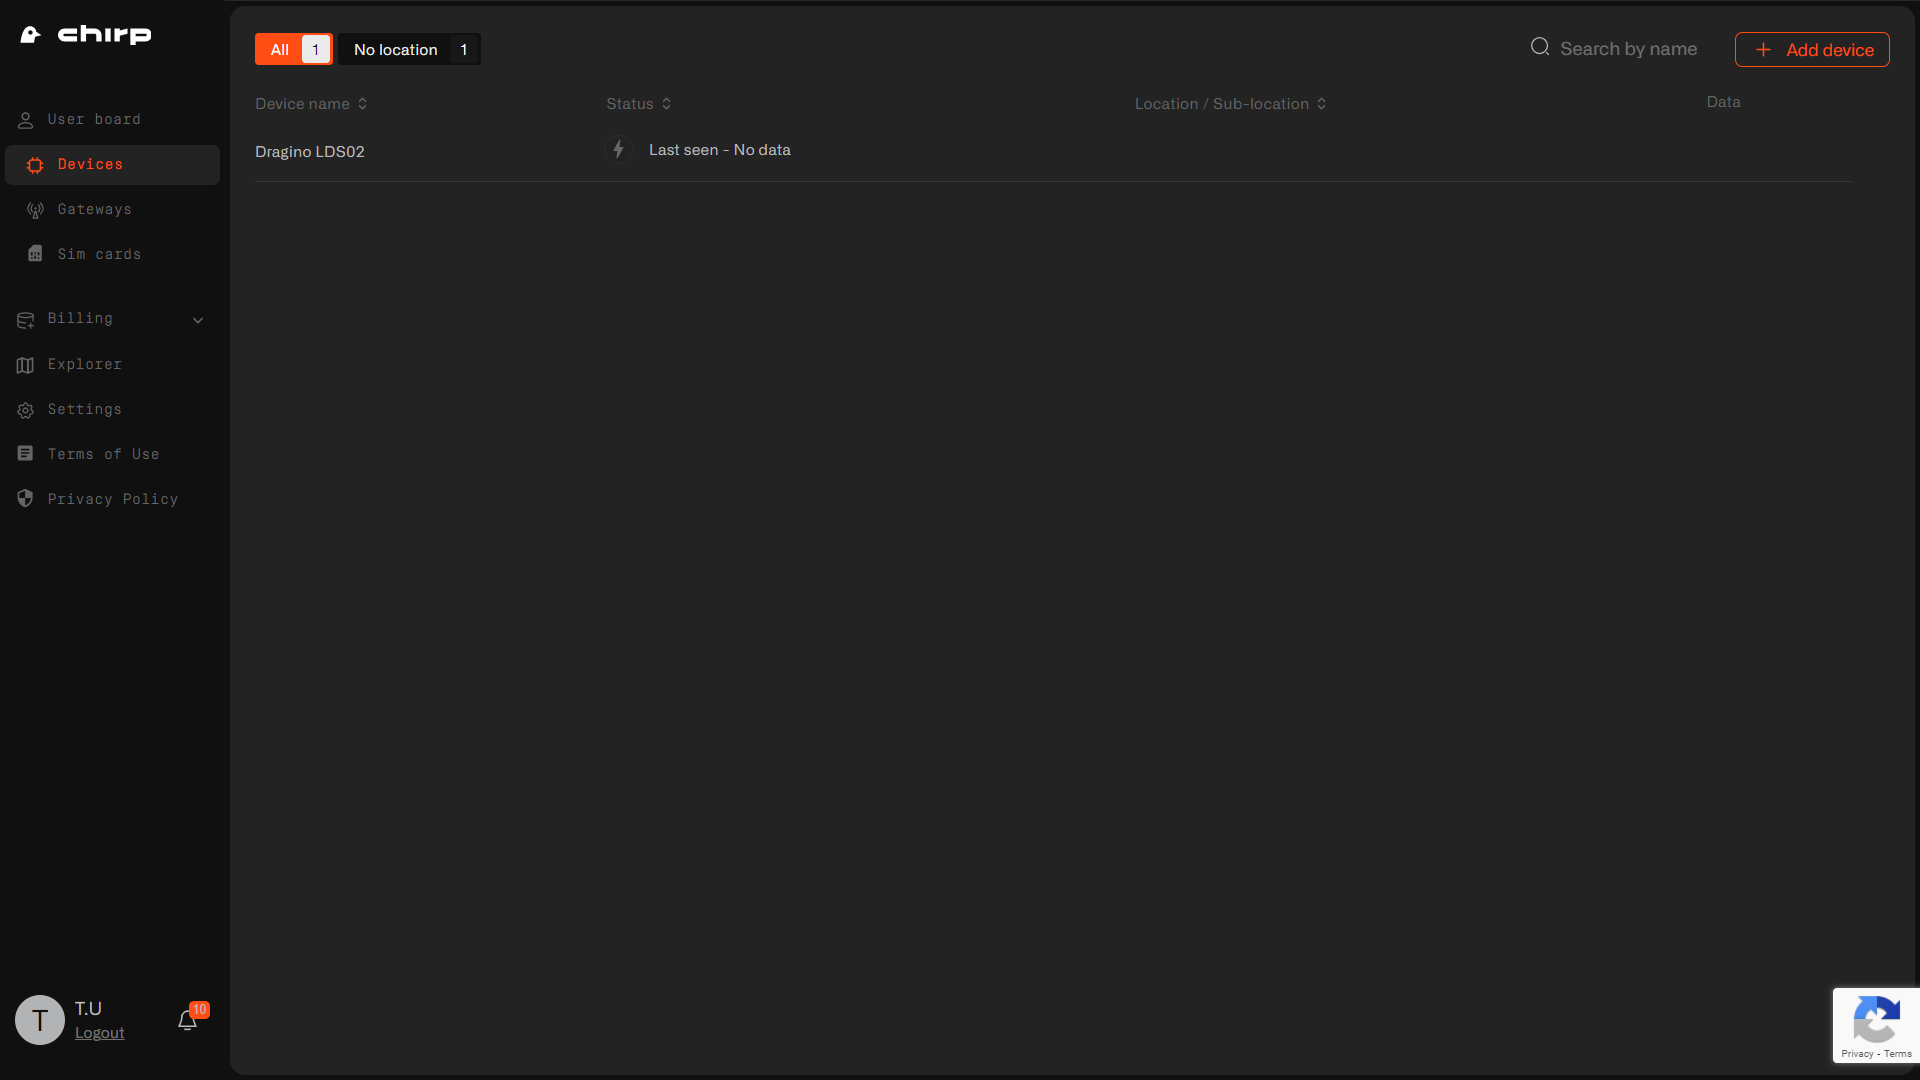 chirp
User board
Devices
Gateways
Sim cards
Billing
Explorer
Settings
Terms of Use
Privacy Policy
T
T.U
Logout
10
All 1
No location 1
Search by name
Add device
Device name
Status
Location / Sub-location
Data
Dragino LDS02
Last seen - No data
Privacy - Terms